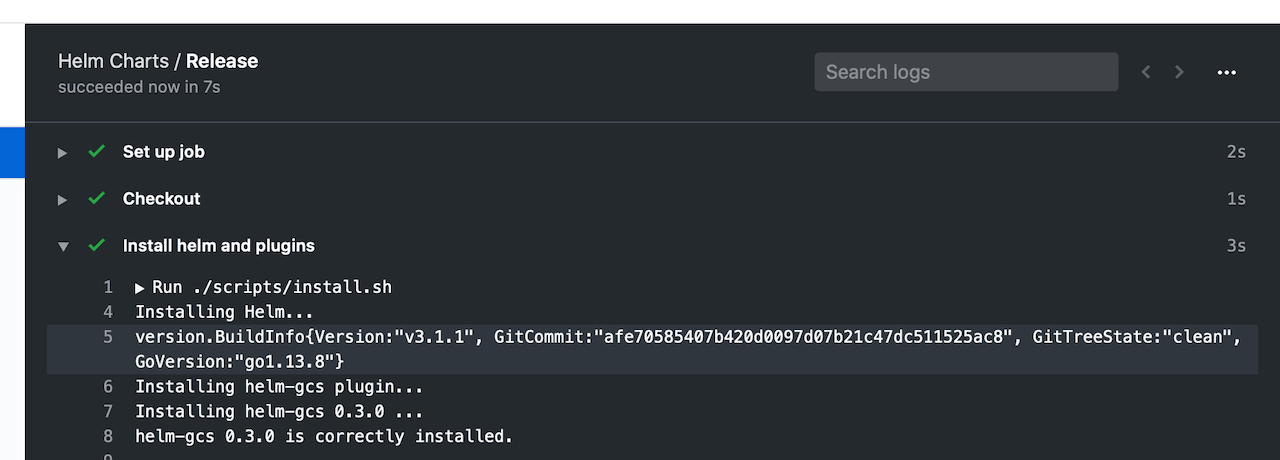 Helm Charts / Release
succeeded now in 7s
Search logs
Set up job 2s
Checkout 1s
Install helm and plugins 3s
1 ▶ Run ./scripts/install.sh
4 Installing Helm...
5 version.BuildInfo{Version:"v3.1.1", GitCommit:"afe70585407b420d0097d07b21c47dc511525ac8", GitTreeState:"clean",
GoVersion:"go1.13.8"}
6 Installing helm-gcs plugin...
7 Installing helm-gcs 0.3.0 ...
8 helm-gcs 0.3.0 is correctly installed.